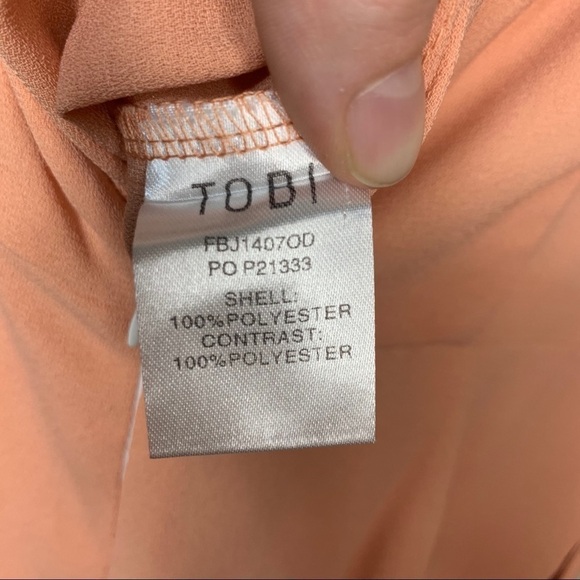 TOBI
FBJ1407OD
PO P21333
SHELL:
100%POLYESTER
CONTRAST:
100%POLYESTER